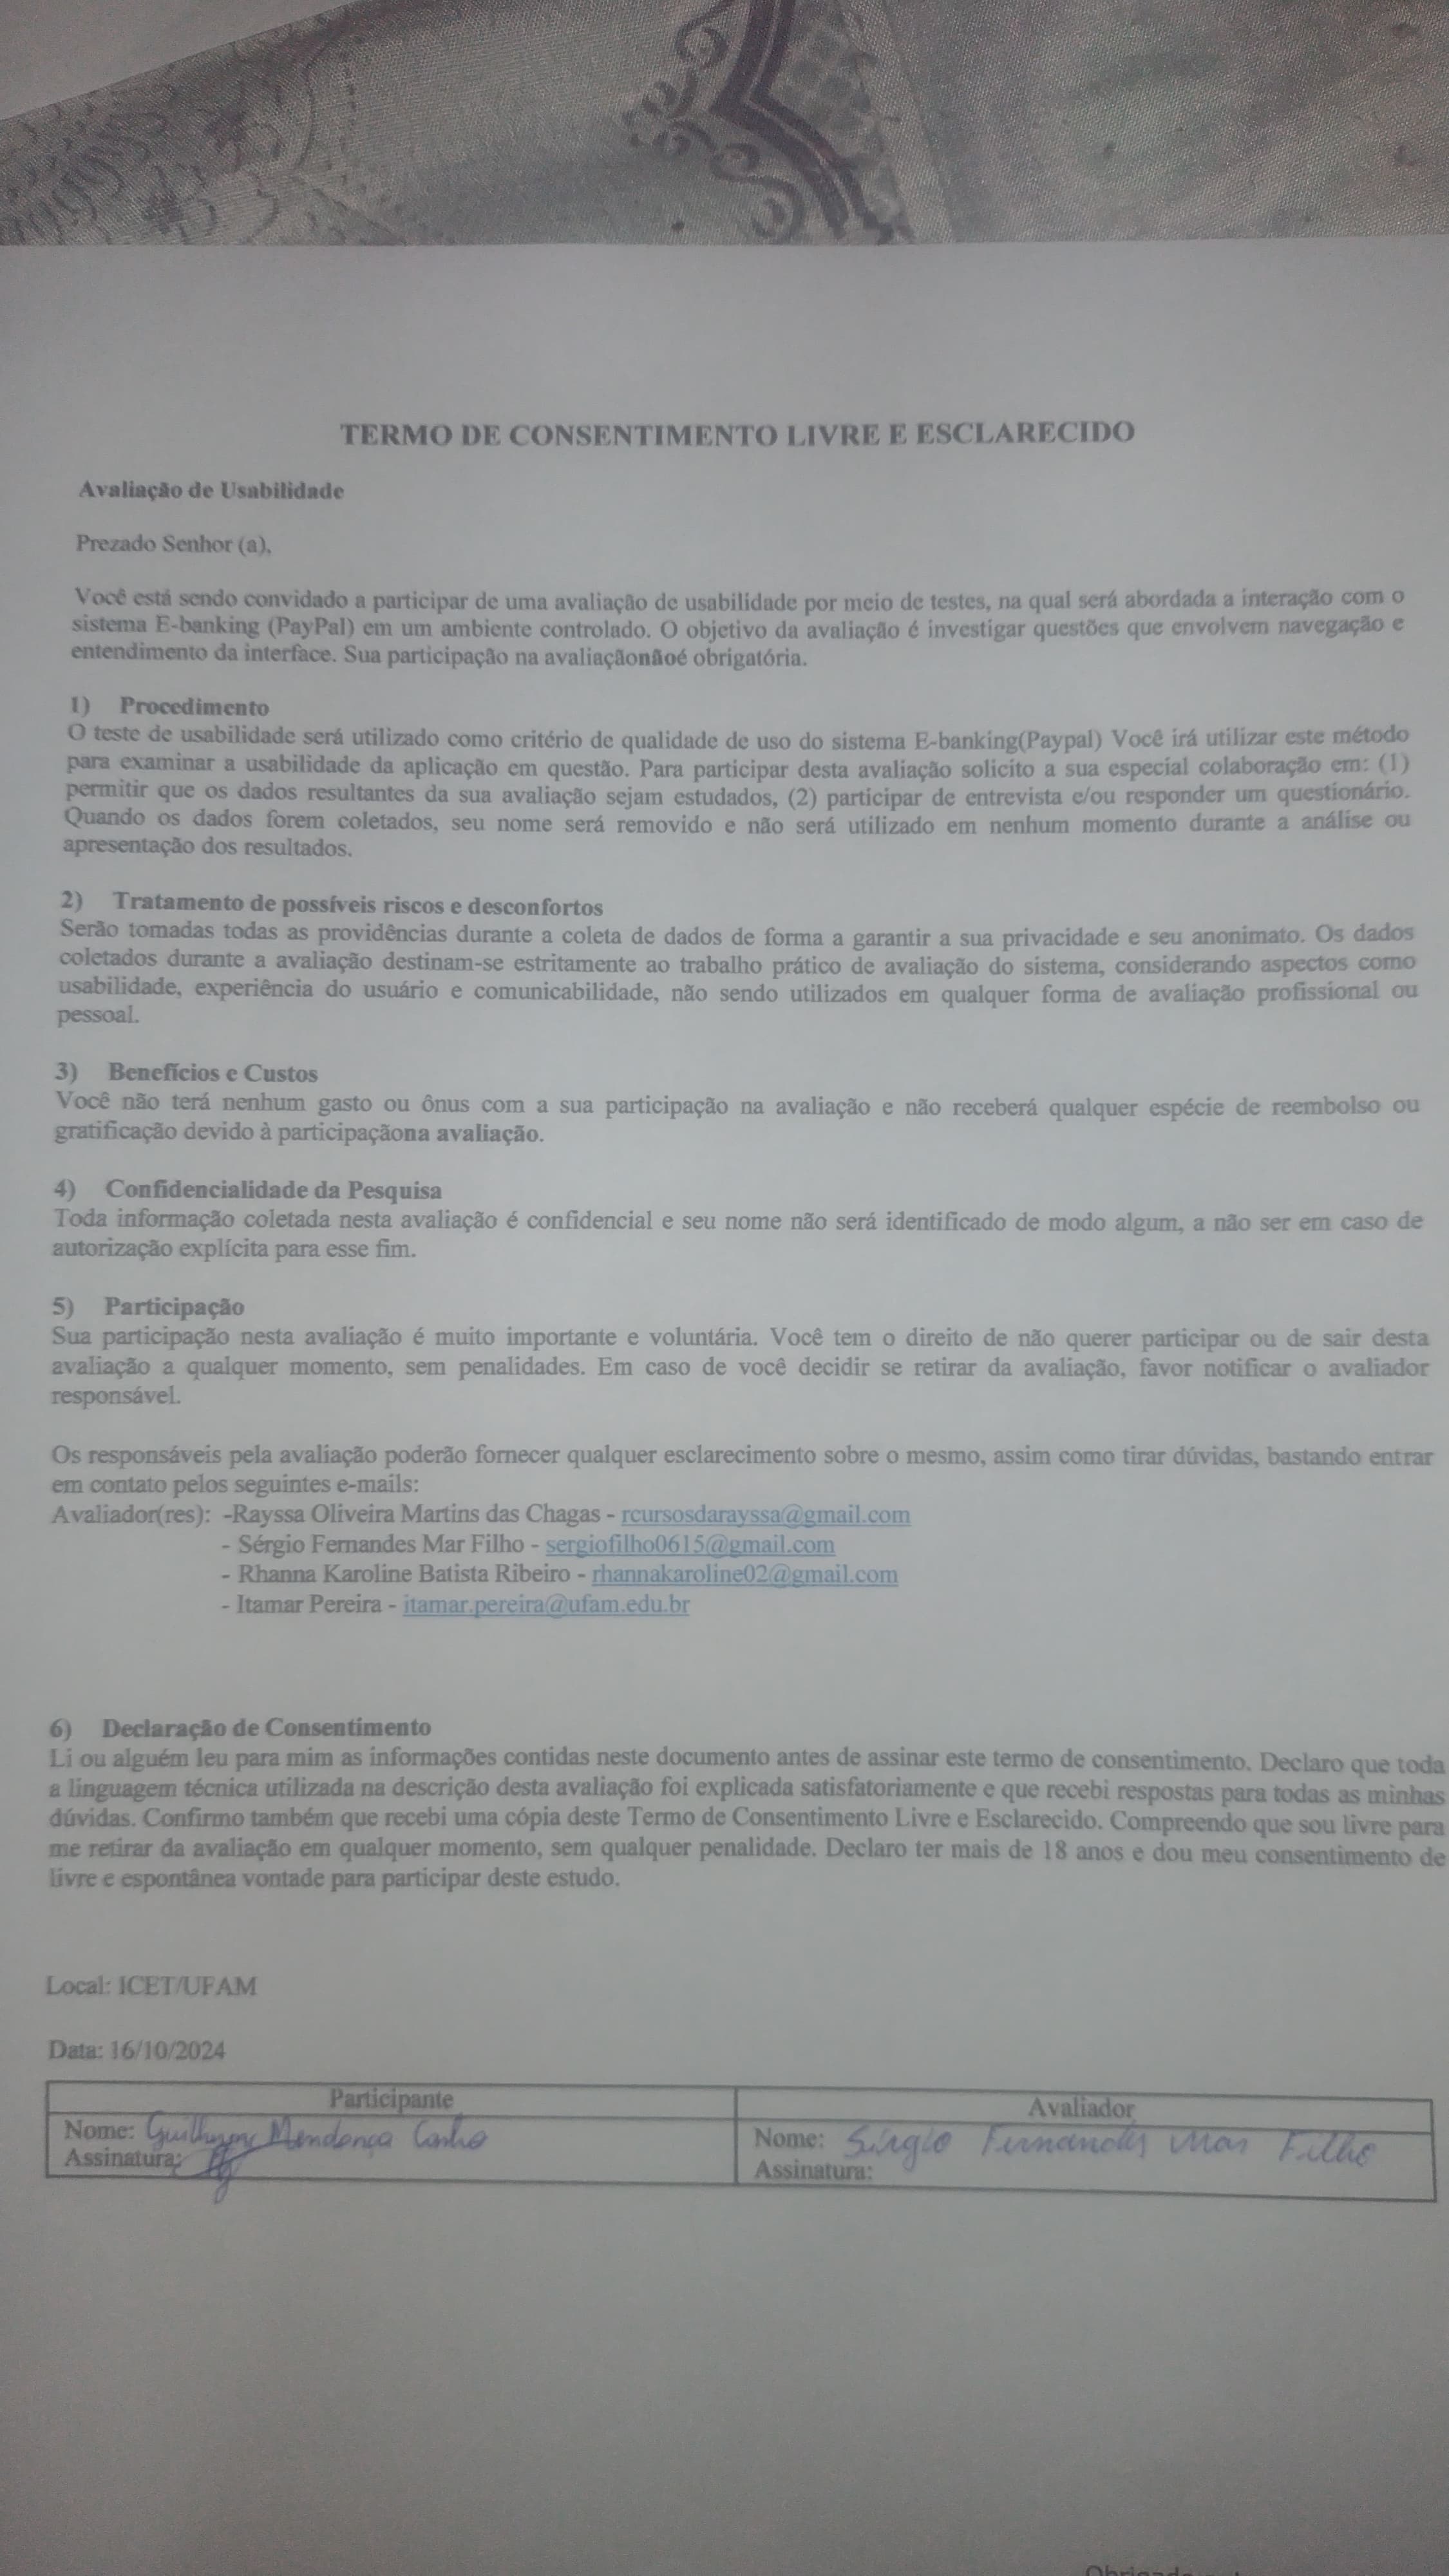 TERMO DE CONSENTIMENTO LIVRE E ESCLARECIDO
Avaliação de Usabilidade
Prezado Senhor (a),
Você está sendo convidado a participar de uma avaliação de usabilidade por meio de testes, na qual será abordada a interação com o
sistema E-banking (PayPal) em um ambiente controlado. O objetivo da avaliação é investigar questões que envolvem navegação e
entendimento da interface. Sua participação na avaliaçãonãoé obrigatória.
1) Procedimento
O teste de usabilidade será utilizado como critério de qualidade de uso do sistema E-banking(Paypal) Você irá utilizar este método
para examinar a usabilidade da aplicação em questão. Para participar desta avaliação solicito a sua especial colaboração em: (1)
permitir que os dados resultantes da sua avaliação sejam estudados, (2) participar de entrevista e/ou responder um questionário.
Quando os dados forem coletados, seu nome será removido e não será utilizado em nenhum momento durante a análise ou
apresentação dos resultados.
2) Tratamento de possíveis riscos e desconfortos
Serão tomadas todas as providências durante a coleta de dados de forma a garantir a sua privacidade e seu anonimato. Os dados
coletados durante a avaliação destinam-se estritamente ao trabalho prático de avaliação do sistema, considerando aspectos como
usabilidade, experiência do usuário e comunicabilidade, não sendo utilizados em qualquer forma de avaliação profissional ou
pessoal.
3) Benefícios e Custos
Você não terá nenhum gasto ou ônus com a sua participação na avaliação e não receberá qualquer espécie de reembolso ou
gratificação devido à participaçãona avaliação.
4) Confidencialidade da Pesquisa
Toda informação coletada nesta avaliação é confidencial e seu nome não será identificado de modo algum, a não ser em caso de
autorização explícita para esse fim.
5) Participação
Sua participação nesta avaliação é muito importante e voluntária. Você tem o direito de não querer participar ou de sair desta
avaliação a qualquer momento, sem penalidades. Em caso de você decidir se retirar da avaliação, favor notificar o avaliador
responsável.
Os responsáveis pela avaliação poderão fornecer qualquer esclarecimento sobre o mesmo, assim como tirar dúvidas, bastando entrar
em contato pelos seguintes e-mails:
Avaliador(res): -Rayssa Oliveira Martins das Chagas - rcursosdarayssa@gmail.com
- Sérgio Fernandes Mar Filho - sergiofilho0615@gmail.com
- Rhanna Karoline Batista Ribeiro - rhannakaroline02@gmail.com
- Itamar Pereira - itamar.pereira@ufam.edu.br
6) Declaração de Consentimento
Li ou alguém leu para mim as informações contidas neste documento antes de assinar este termo de consentimento. Declaro que toda
a linguagem técnica utilizada na descrição desta avaliação foi explicada satisfatoriamente e que recebi respostas para todas as minhas
dúvidas. Confirmo também que recebi uma cópia deste Termo de Consentimento Livre e Esclarecido. Compreendo que sou livre para
me retirar da avaliação em qualquer momento, sem qualquer penalidade. Declaro ter mais de 18 anos e dou meu consentimento de
livre e espontânea vontade para participar deste estudo.
Local: ICET/UFAM
Data: 16/10/2024
Participante
Nome: Guilherme Mendonça
Assinatura:
Avaliador
Nome: Sérgio Fernandes Mar Filho
Assinatura: